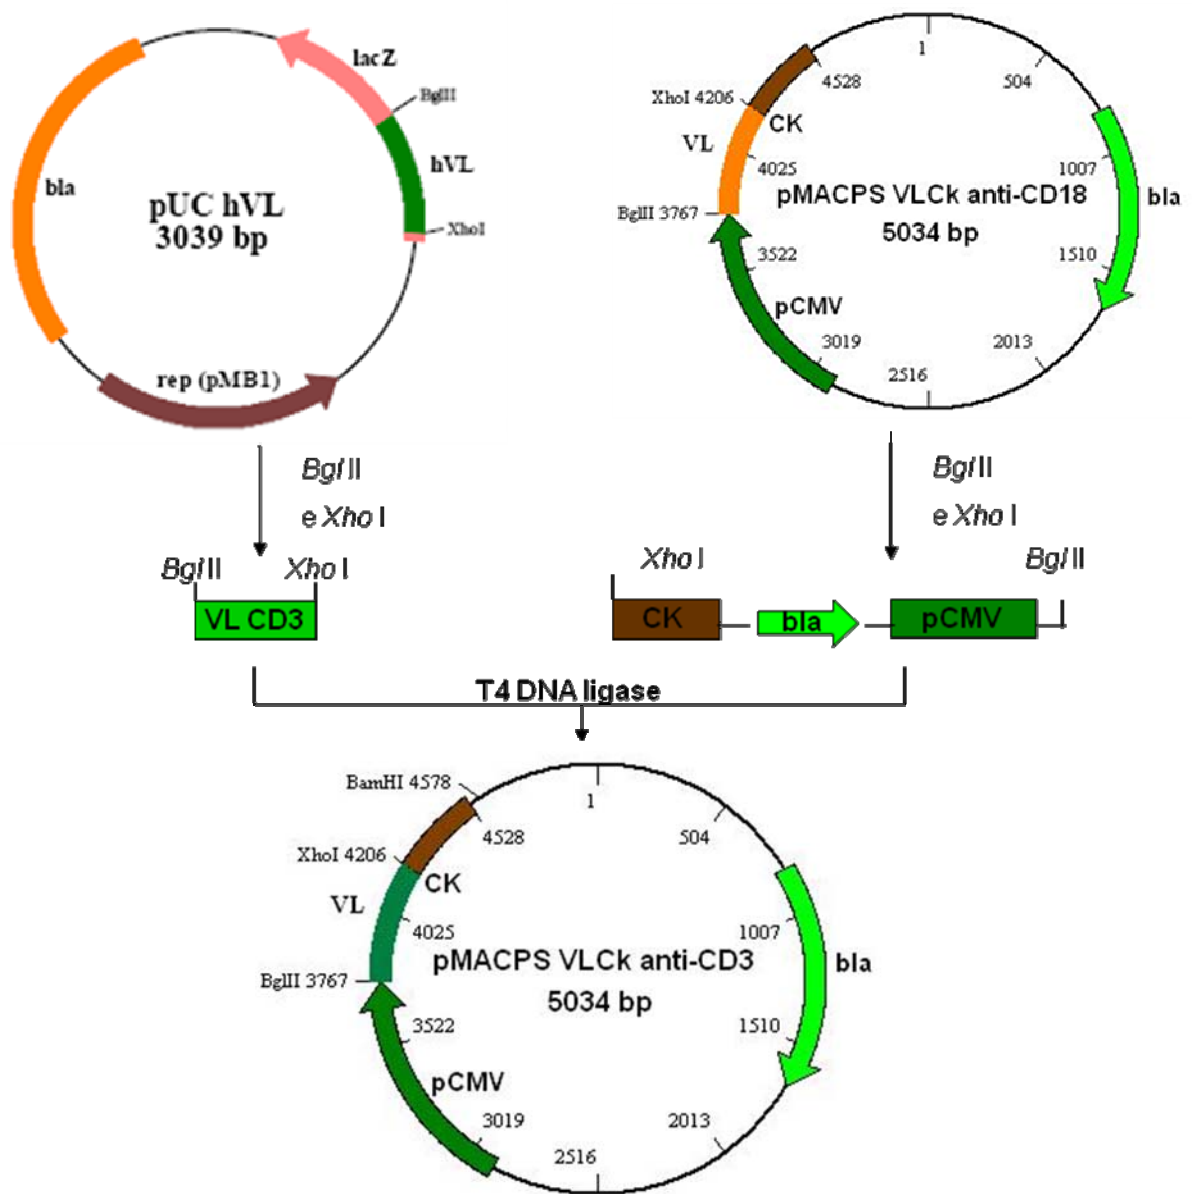 lacZ
BglII
hVL
XhoI
bla
pUC hVL
3039 bp
rep (pMB1)
1
504
4528
XhoI 4206
CK
VL
4025
1007
bla
pMACPS VLCk anti-CD18
5034 bp
BglII 3767
3522
1510
pCMV
3019
2013
2516
BglII
e XhoI
BglII
e XhoI
BglII XhoI
VL CD3
XhoI BglII
CK bla pCMV
T4 DNA ligase
BamHI 4578
1
4528
504
XhoI 4206
CK
VL
4025
1007
pMACPS VLCk anti-CD3
5034 bp
bla
BglII 3767
3522
1510
pCMV
3019
2013
2516